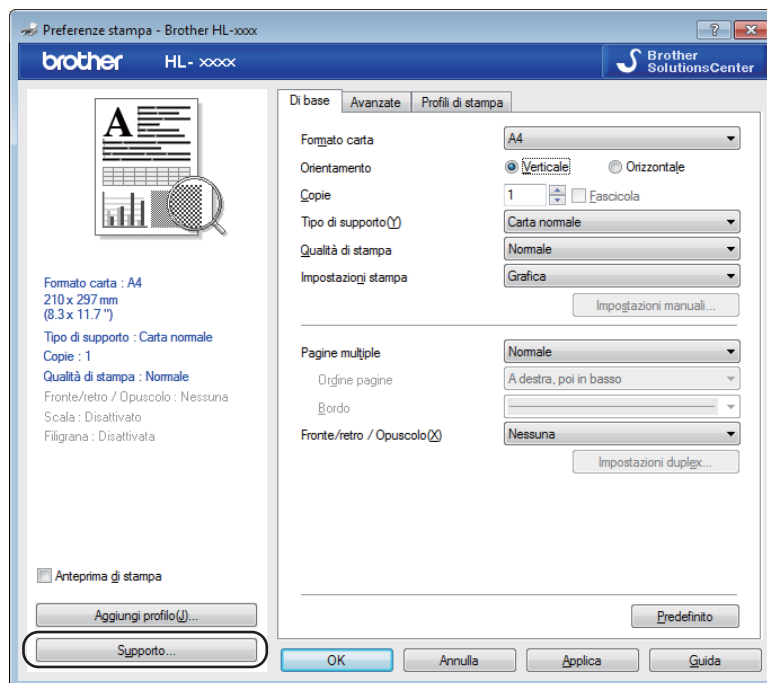 Preferenze stampa - Brother HL-xxxx
brother HL- xxxx
Brother
SolutionsCenter
A
Formato carta : A4
210 x 297 mm
(8.3 x 11.7 ")
Tipo di supporto : Carta normale
Copie : 1
Qualità di stampa : Normale
Fronte/retro / Opuscolo : Nessuna
Scala : Disattivato
Filigrana : Disattivata
Anteprima di stampa
Aggiungi profilo(J)...
Supporto...
Di base Avanzate Profili di stampa
Formato carta A4
Orientamento Verticale Orizzontale
Copie 1 Fascicola
Tipo di supporto(Y) Carta normale
Qualità di stampa Normale
Impostazioni stampa Grafica
Impostazioni manuali...
Pagine multiple Normale
Ordine pagine A destra, poi in basso
Bordo
Fronte/retro / Opuscolo(X) Nessuna
Impostazioni duplex...
Predefinito
OK Annulla Applica Guida